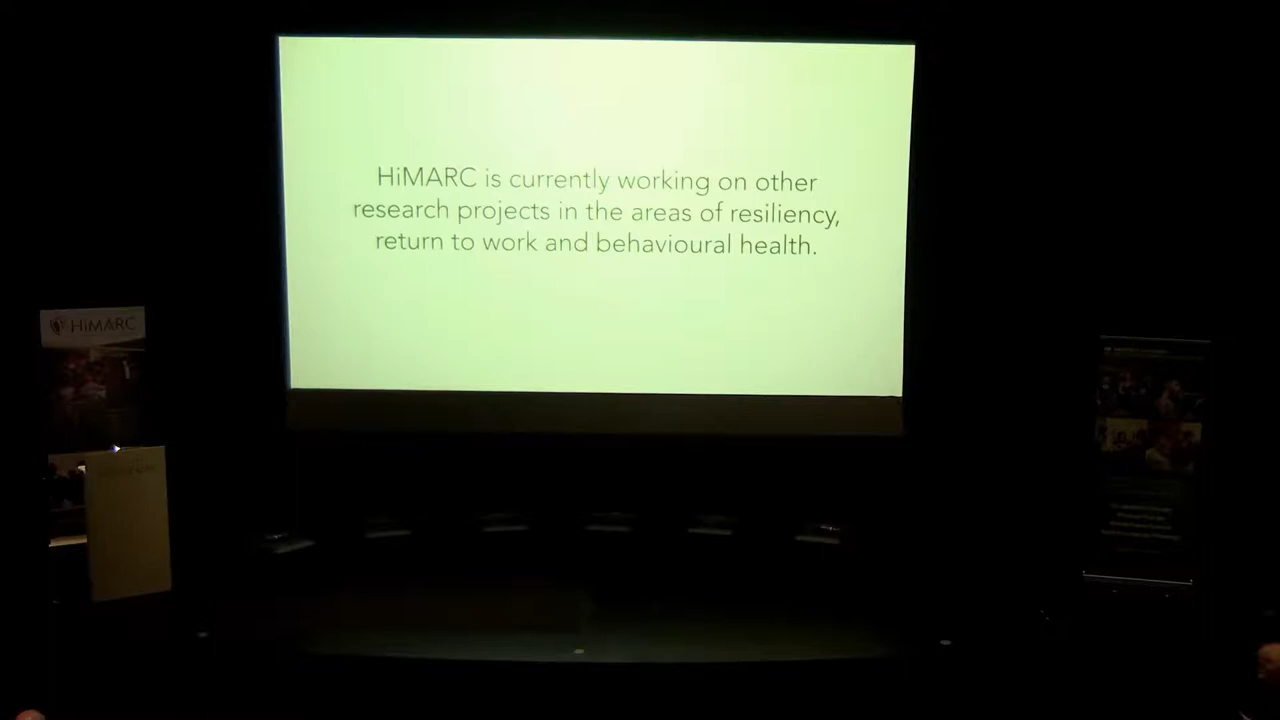 HiMARC is currently working on other
research projects in the areas of resiliency,
return to work and behavioural health.
HiMARC